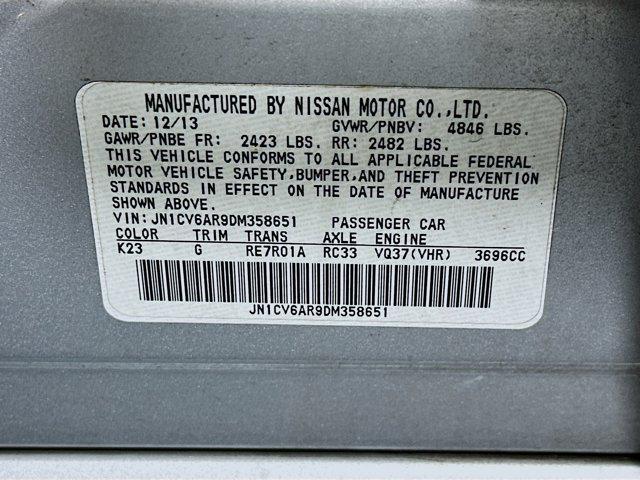 MANUFACTURED BY NISSAN MOTOR CO.,LTD.
DATE: 12/13 GVWR/PNBV: 4846 LBS.
GAWR/PNBE FR: 2423 LBS. RR: 2482 LBS.
THIS VEHICLE CONFORMS TO ALL APPLICABLE FEDERAL
MOTOR VEHICLE SAFETY,BUMPER,AND THEFT PREVENTION
STANDARDS IN EFFECT ON THE DATE OF MANUFACTURE
SHOWN ABOVE.
VIN:JN1CV6AR9DM358651 PASSENGER CAR
COLOR TRIM TRANS AXLE ENGINE
K23 G RE7R01A RC33 VQ37(VHR) 3696CC
JN1CV6AR9DM358651